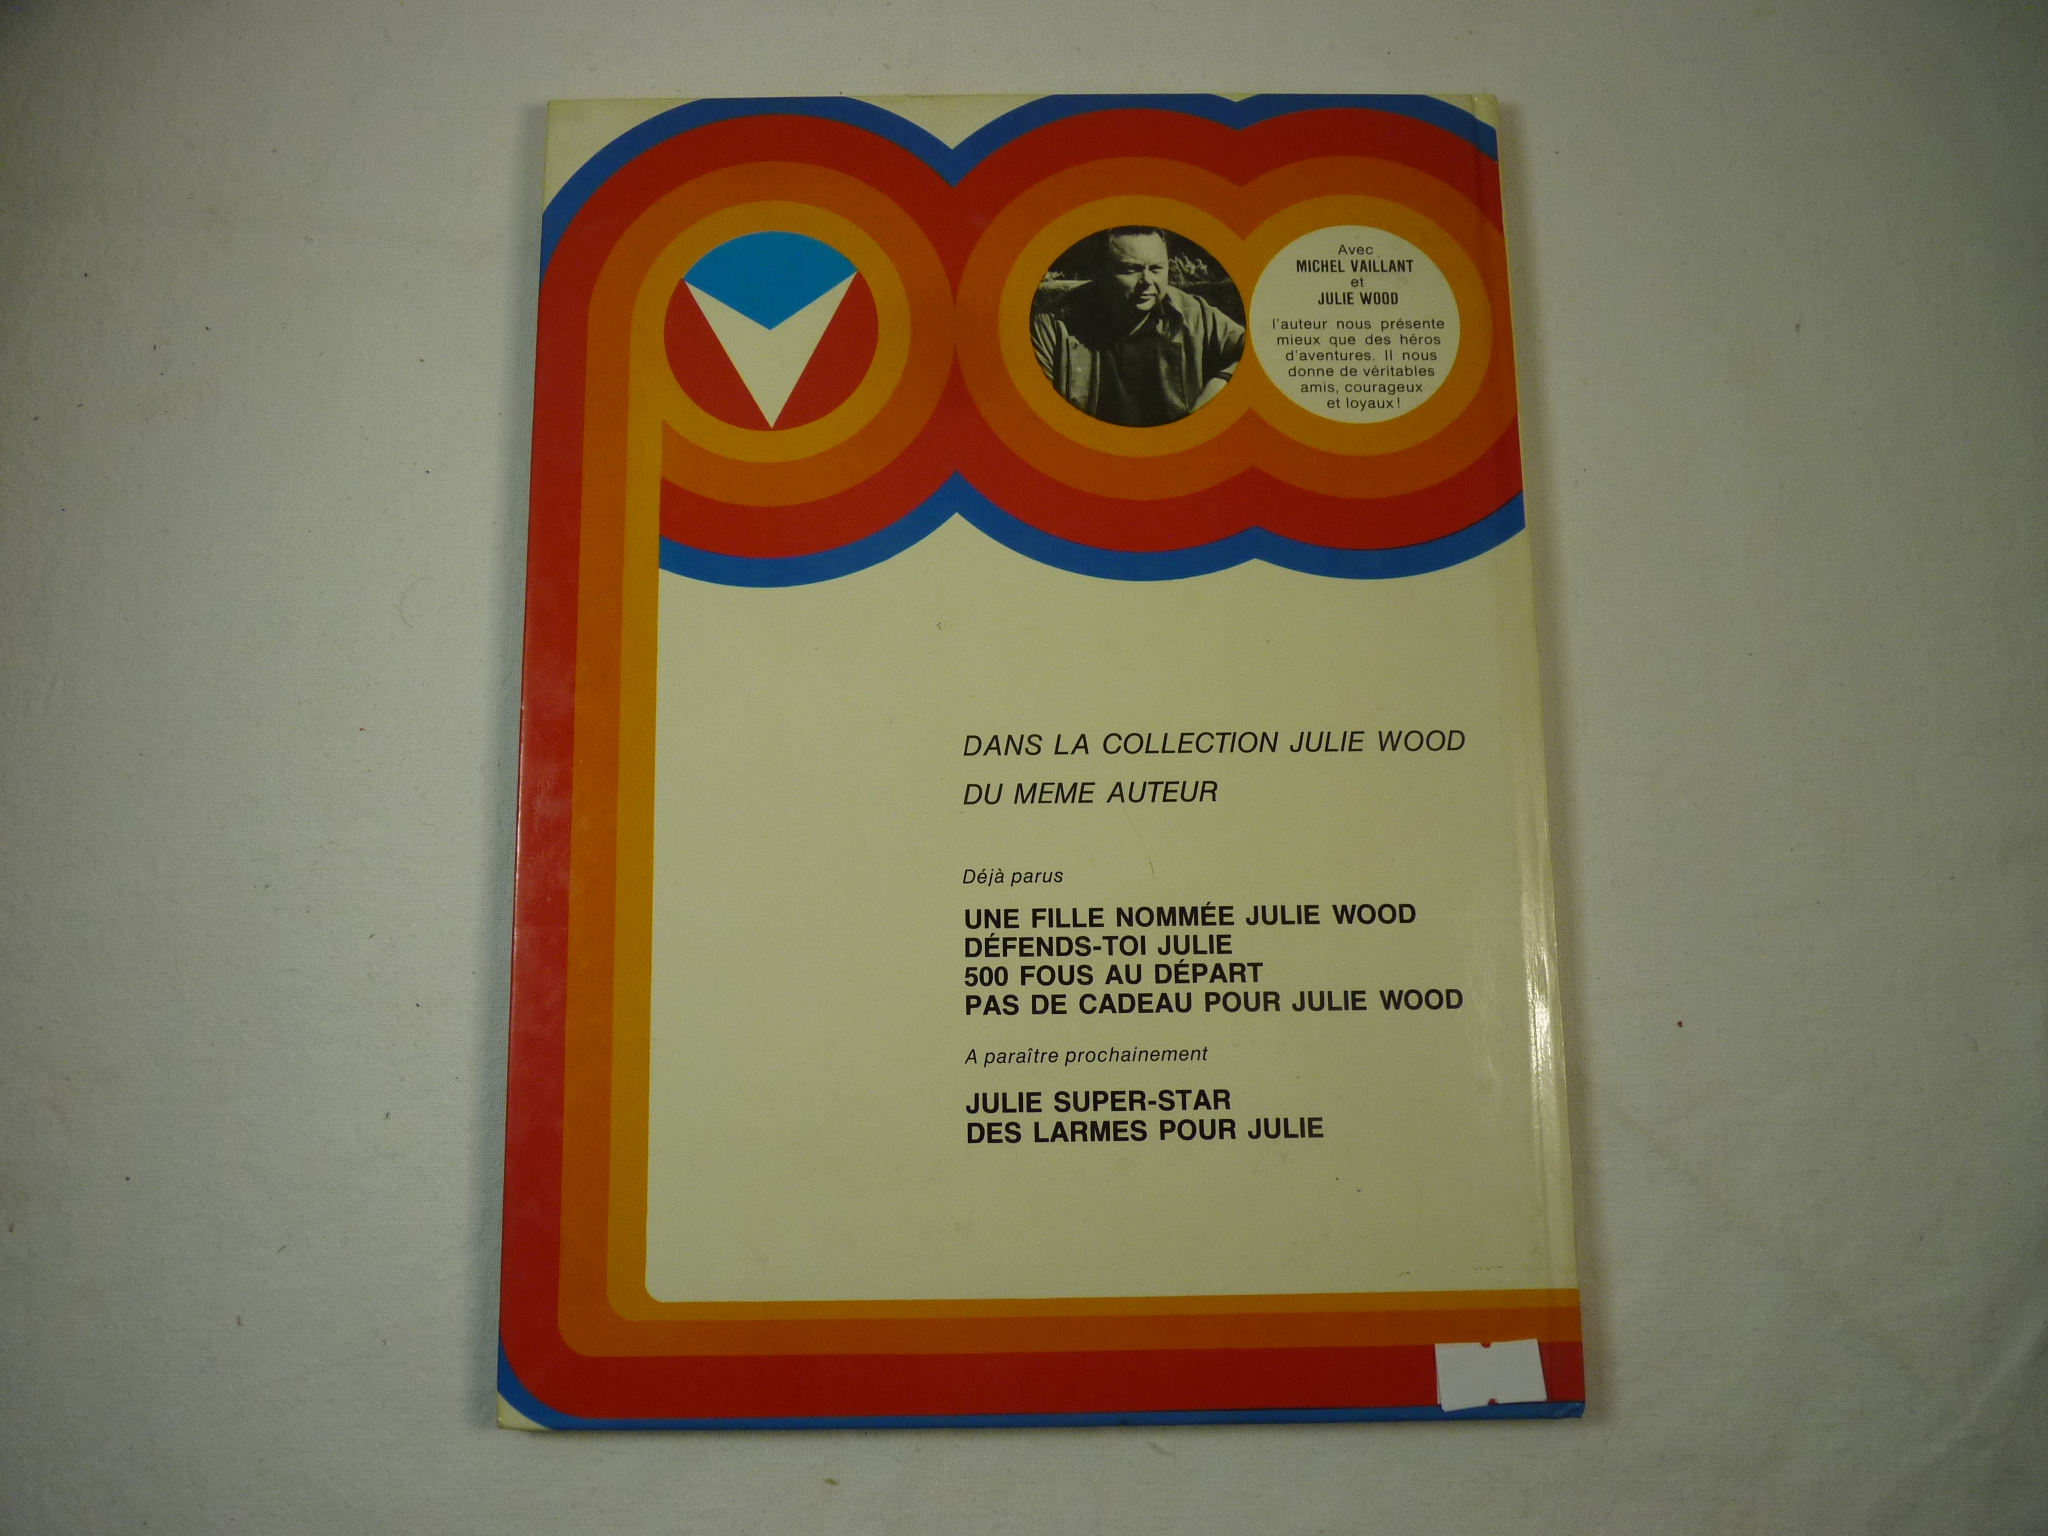 Avec
MICHEL VAILLANT
et
JULIE WOOD
l'auteur nous présente
mieux que des héros
d'aventures. Il nous
donne de véritables
amis, courageux
et loyaux!
DANS LA COLLECTION JULIE WOOD
DU MEME AUTEUR
Déjà parus
UNE FILLE NOMMÉE JULIE WOOD
DÉFENDS-TOI JULIE
500 FOUS AU DÉPART
PAS DE CADEAU POUR JULIE WOOD
A paraître prochainement
JULIE SUPER-STAR
DES LARMES POUR JULIE